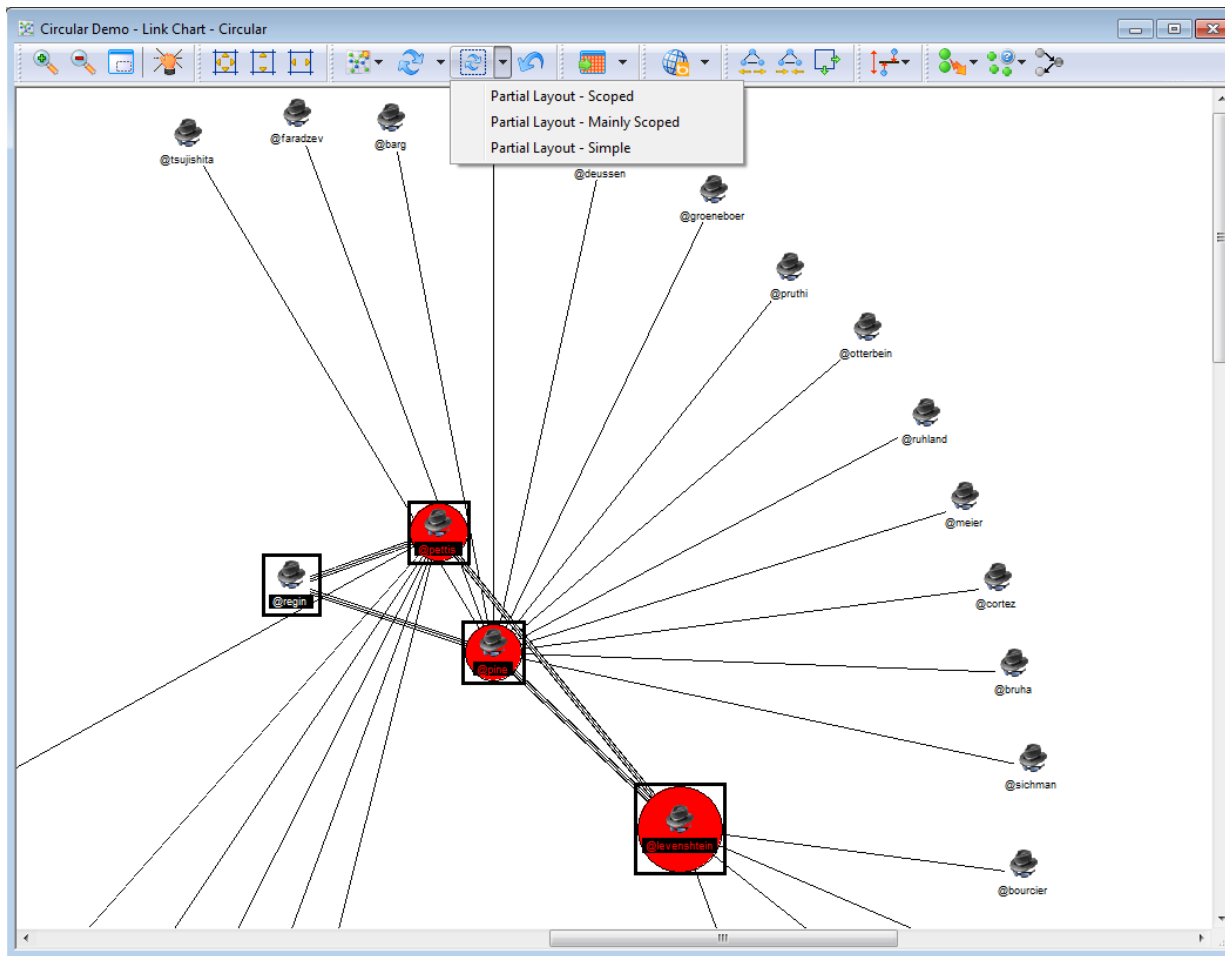 Circular Demo - Link Chart - Circular
Partial Layout - Scoped
Partial Layout - Mainly Scoped
Partial Layout - Simple
@tsujishita
@faradzev
@barg
@deussen
@groeneboer
@pruthi
@otterbein
@ruhland
@meier
@pettis
@regin
@cortez
@pine
@bruha
@sichman
@levenshtein
@bourcier